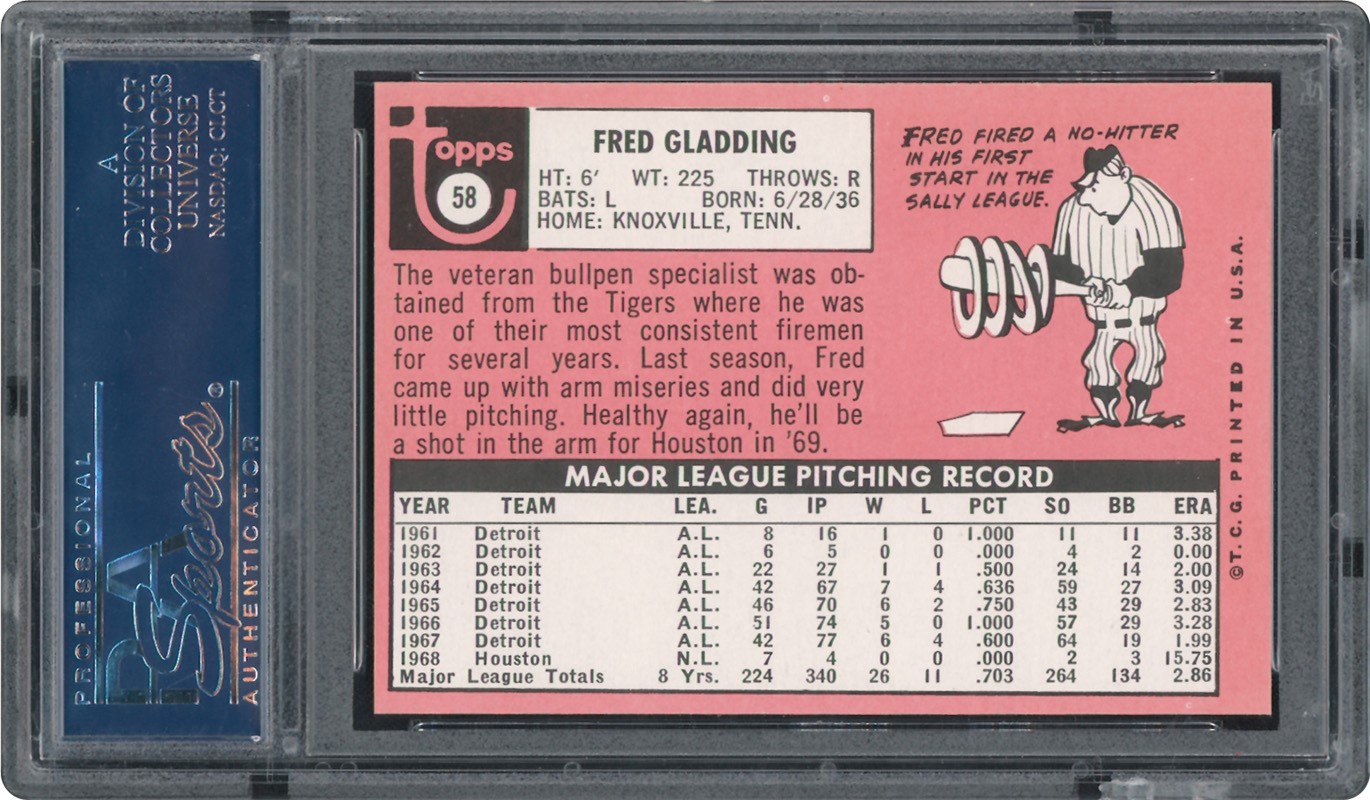 A
DIVISION OF
COLLECTORS
UNIVERSE
NASDAQ: CLCT
PROFESSIONAL
PSA
Sports®
AUTHENTICATOR
topps
58
FRED GLADDING
HT: 6' WT: 225 THROWS: R
BATS: L BORN: 6/28/36
HOME: KNOXVILLE, TENN.
FRED FIRED A NO-HITTER
IN HIS FIRST
START IN THE
SALLY LEAGUE.
The veteran bullpen specialist was ob-
tained from the Tigers where he was
one of their most consistent firemen
for several years. Last season, Fred
came up with arm miseries and did very
little pitching. Healthy again, he'll be
a shot in the arm for Houston in '69.
MAJOR LEAGUE PITCHING RECORD
YEAR TEAM LEA. G IP W L PCT SO BB ERA
1961 Detroit A.L. 8 16 1 0 1.000 11 11 3.38
1962 Detroit A.L. 6 5 0 0 .000 4 2 0.00
1963 Detroit A.L. 22 27 1 1 .500 24 14 2.00
1964 Detroit A.L. 42 67 7 4 .636 59 27 3.09
1965 Detroit A.L. 46 70 6 2 .750 43 29 2.83
1966 Detroit A.L. 51 74 5 0 1.000 57 29 3.28
1967 Detroit A.L. 42 77 6 4 .600 64 19 1.99
1968 Houston N.L. 7 4 0 0 .000 2 3 15.75
Major League Totals 8 Yrs. 224 340 26 11 .703 264 134 2.86
©T.C.G. PRINTED IN U.S.A.